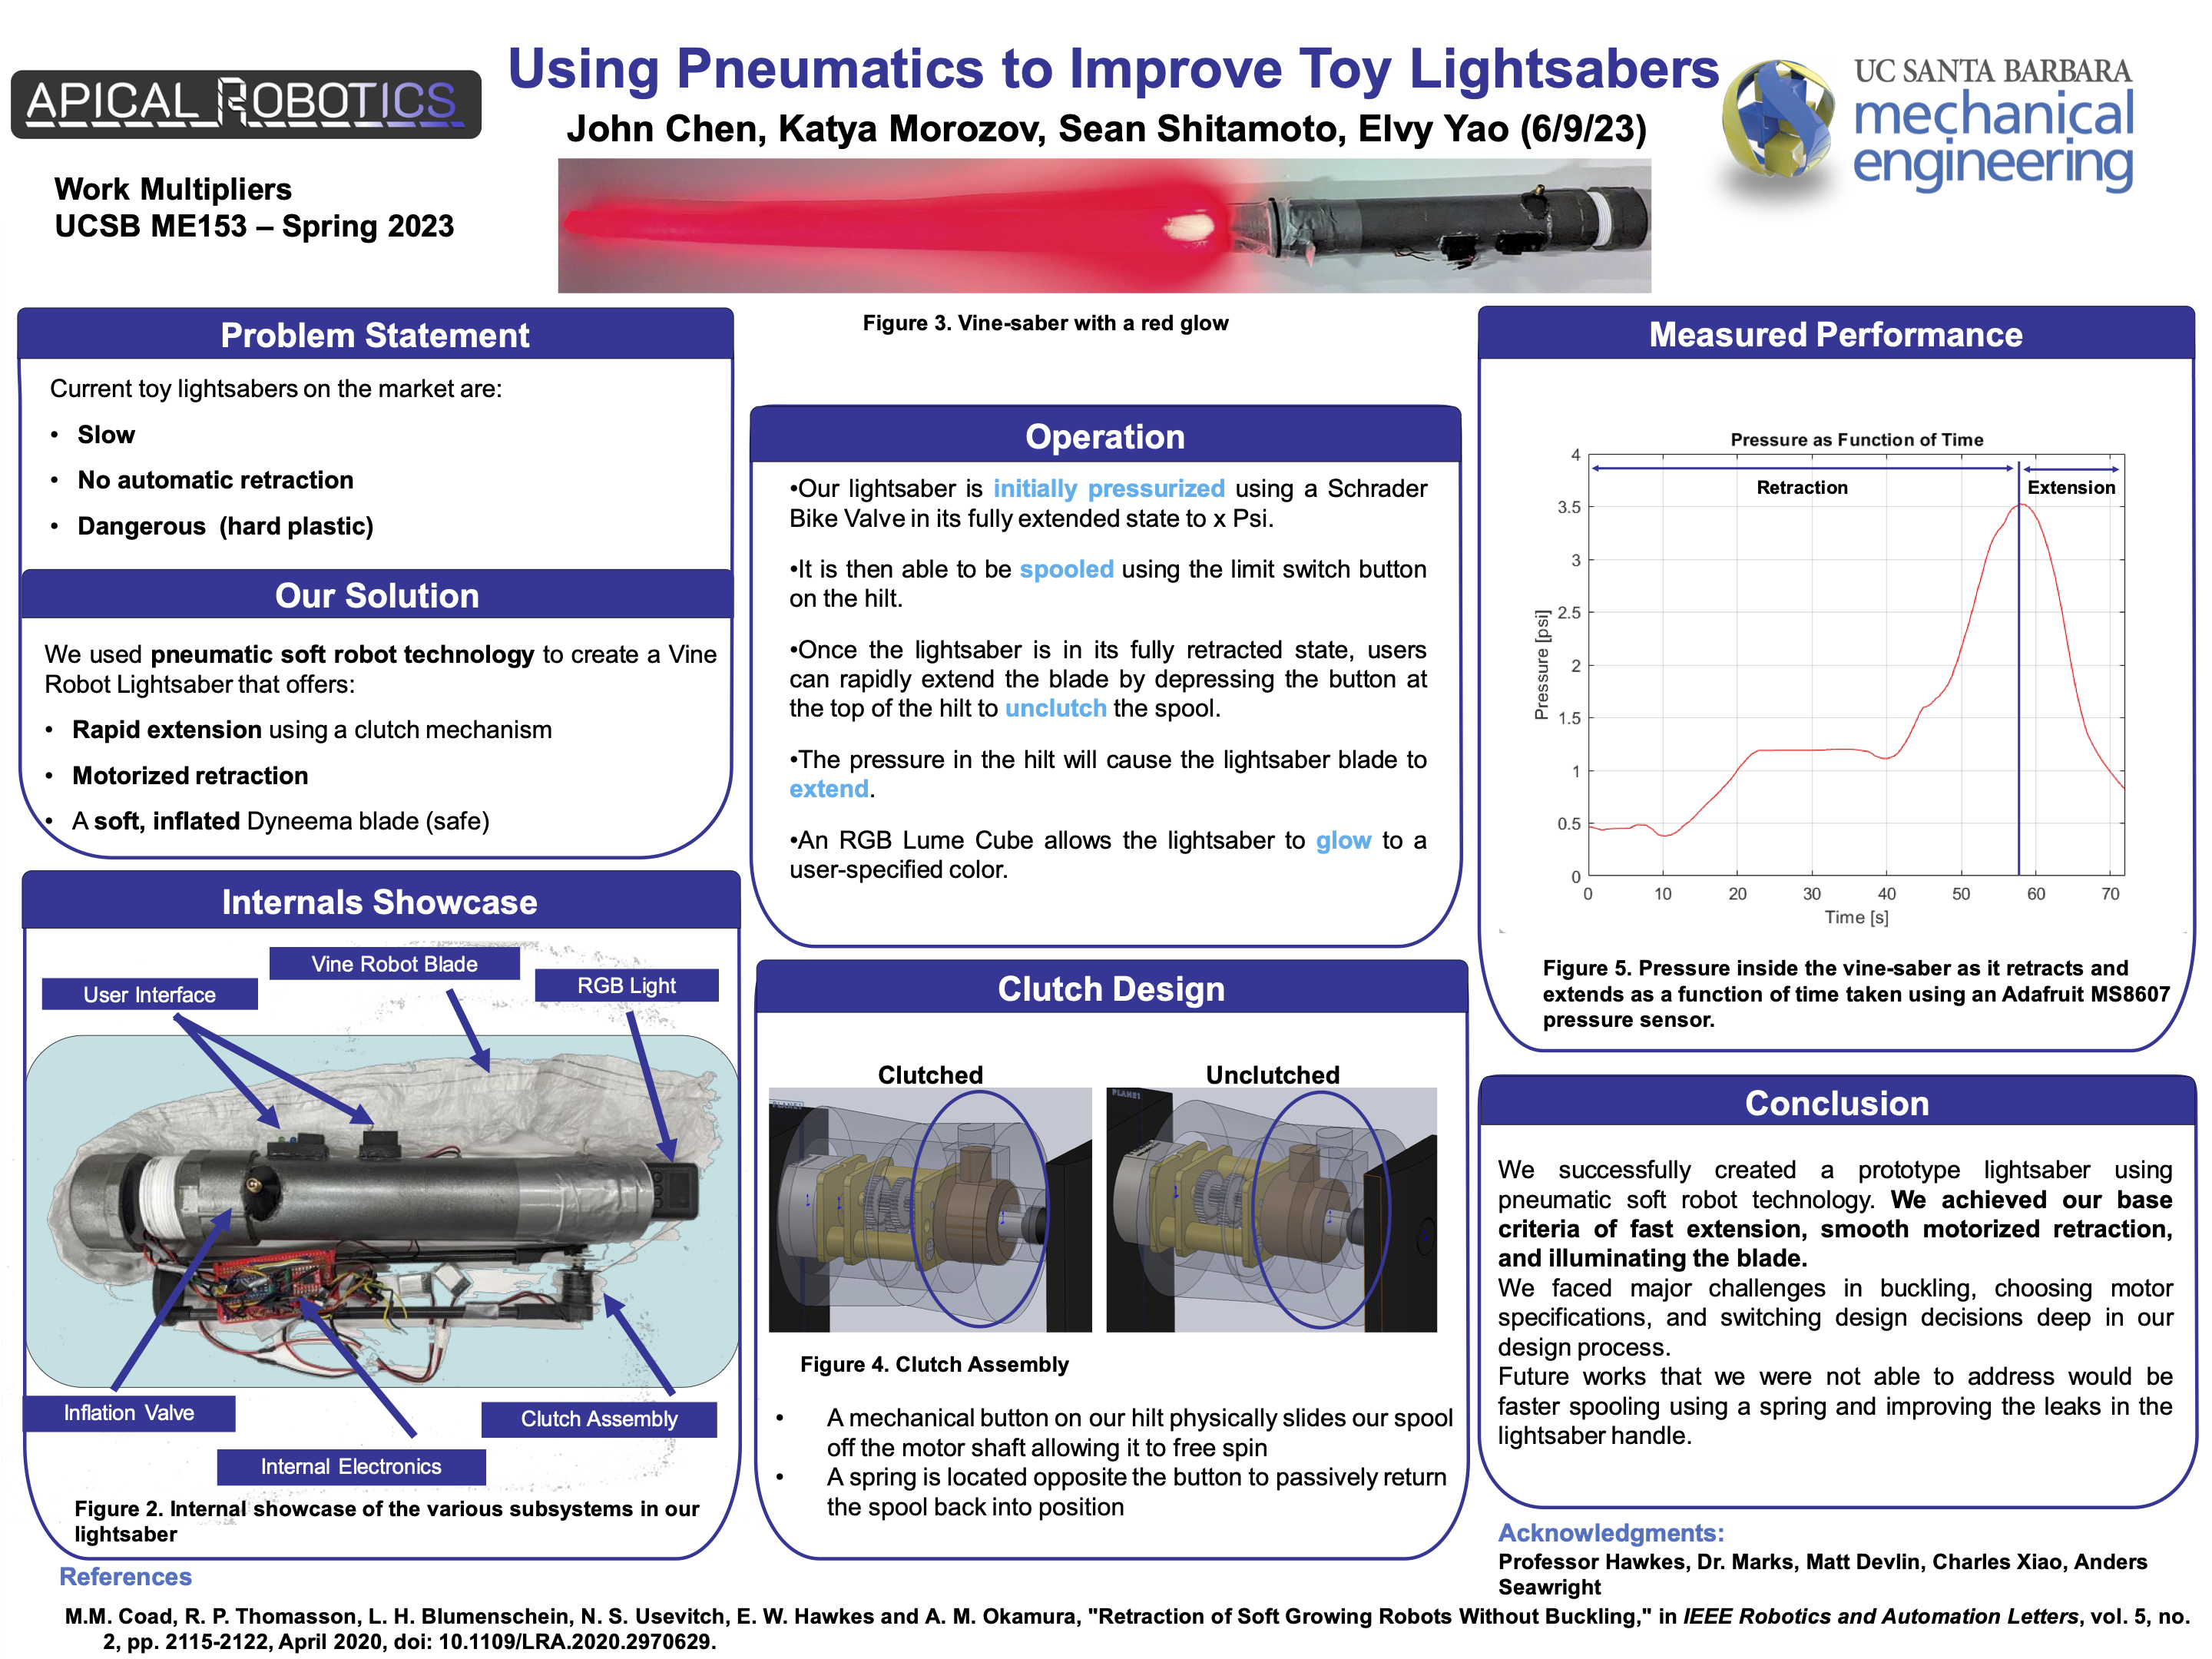 APICAL ROBOTICS
Using Pneumatics to Improve Toy Lightsabers
John Chen, Katya Morozov, Sean Shitamoto, Elvy Yao (6/9/23)
UC SANTA BARBARA
mechanical
engineering
Work Multipliers
UCSB ME153 – Spring 2023
Figure 3. Vine-saber with a red glow
Problem Statement
Current toy lightsabers on the market are:
• Slow
• No automatic retraction
• Dangerous (hard plastic)
Our Solution
We used pneumatic soft robot technology to create a Vine
Robot Lightsaber that offers:
• Rapid extension using a clutch mechanism
• Motorized retraction
• A soft, inflated Dyneema blade (safe)
Internals Showcase
Vine Robot Blade
RGB Light
User Interface
Inflation Valve
Clutch Assembly
Internal Electronics
Figure 2. Internal showcase of the various subsystems in our
lightsaber
Operation
•Our lightsaber is initially pressurized using a Schrader
Bike Valve in its fully extended state to x Psi.
•It is then able to be spooled using the limit switch button
on the hilt.
•Once the lightsaber is in its fully retracted state, users
can rapidly extend the blade by depressing the button at
the top of the hilt to unclutch the spool.
•The pressure in the hilt will cause the lightsaber blade to
extend.
•An RGB Lume Cube allows the lightsaber to glow to a
user-specified color.
Clutch Design
Clutched
Unclutched
PLANE1
PLANE1
Figure 4. Clutch Assembly
• A mechanical button on our hilt physically slides our spool
off the motor shaft allowing it to free spin
• A spring is located opposite the button to passively return
the spool back into position
Measured Performance
Pressure as Function of Time
Retraction
Extension
Pressure [psi]
4
3.5
3
2.5
2
1.5
1
0.5
0
0 10 20 30 40 50 60 70
Time [s]
Figure 5. Pressure inside the vine-saber as it retracts and
extends as a function of time taken using an Adafruit MS8607
pressure sensor.
Conclusion
We successfully created a prototype lightsaber using
pneumatic soft robot technology. We achieved our base
criteria of fast extension, smooth motorized retraction,
and illuminating the blade.
We faced major challenges in buckling, choosing motor
specifications, and switching design decisions deep in our
design process.
Future works that we were not able to address would be
faster spooling using a spring and improving the leaks in the
lightsaber handle.
Acknowledgments:
Professor Hawkes, Dr. Marks, Matt Devlin, Charles Xiao, Anders
Seawright
References
M.M. Coad, R. P. Thomasson, L. H. Blumenschein, N. S. Usevitch, E. W. Hawkes and A. M. Okamura, "Retraction of Soft Growing Robots Without Buckling," in IEEE Robotics and Automation Letters, vol. 5, no.
2, pp. 2115-2122, April 2020, doi: 10.1109/LRA.2020.2970629.